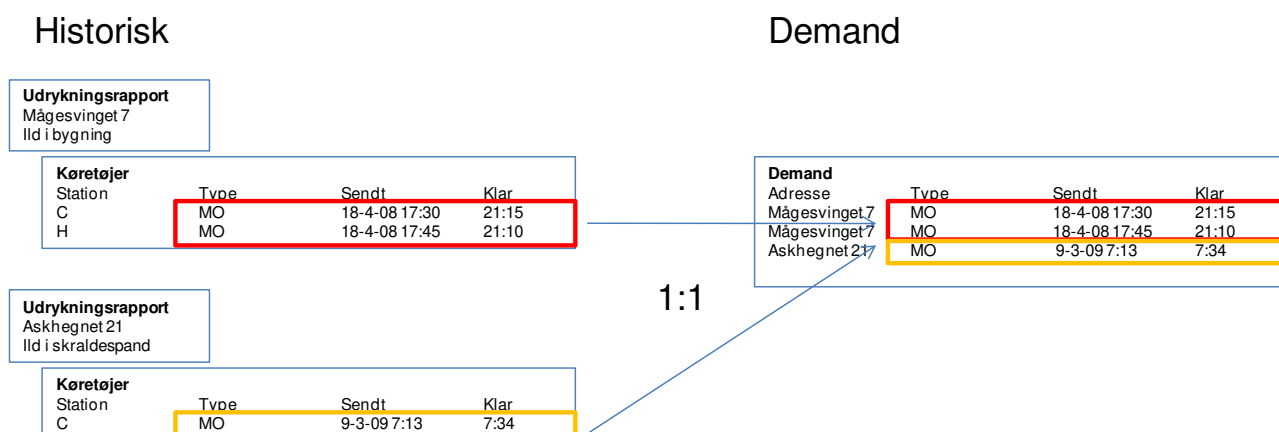 Historisk
Demand
Udrykningsrapport
Mågesvinget 7
Ild i bygning
Køretøjer
Station Type Sendt Klar
C MO 18-4-08 17:30 21:15
H MO 18-4-08 17:45 21:10
Demand
Adresse Type Sendt Klar
Mågesvinget 7 MO 18-4-08 17:30 21:15
Mågesvinget 7 MO 18-4-08 17:45 21:10
Askhegnet 21 MO 9-3-09 7:13 7:34
1:1
Udrykningsrapport
Askhegnet 21
Ild i skraldespand
Køretøjer
Station Type Sendt Klar
C MO 9-3-09 7:13 7:34